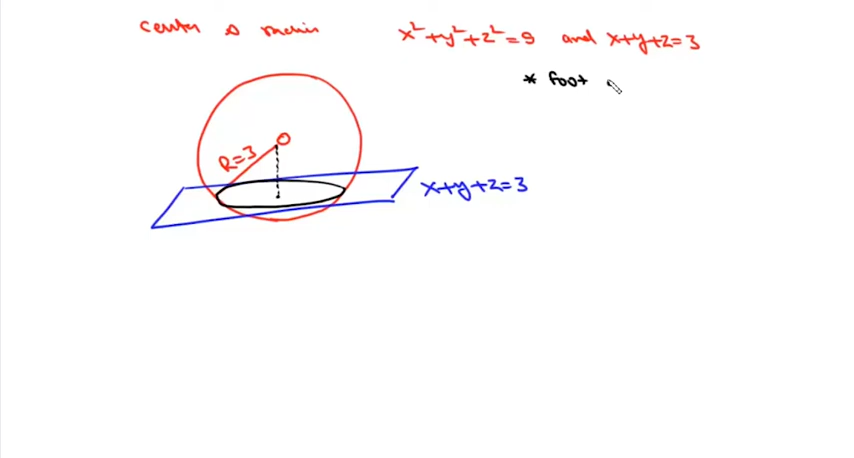 center & radius x²+y²+z²=9 and x+y+z=3
* foot
O
R=3
x+y+z=3